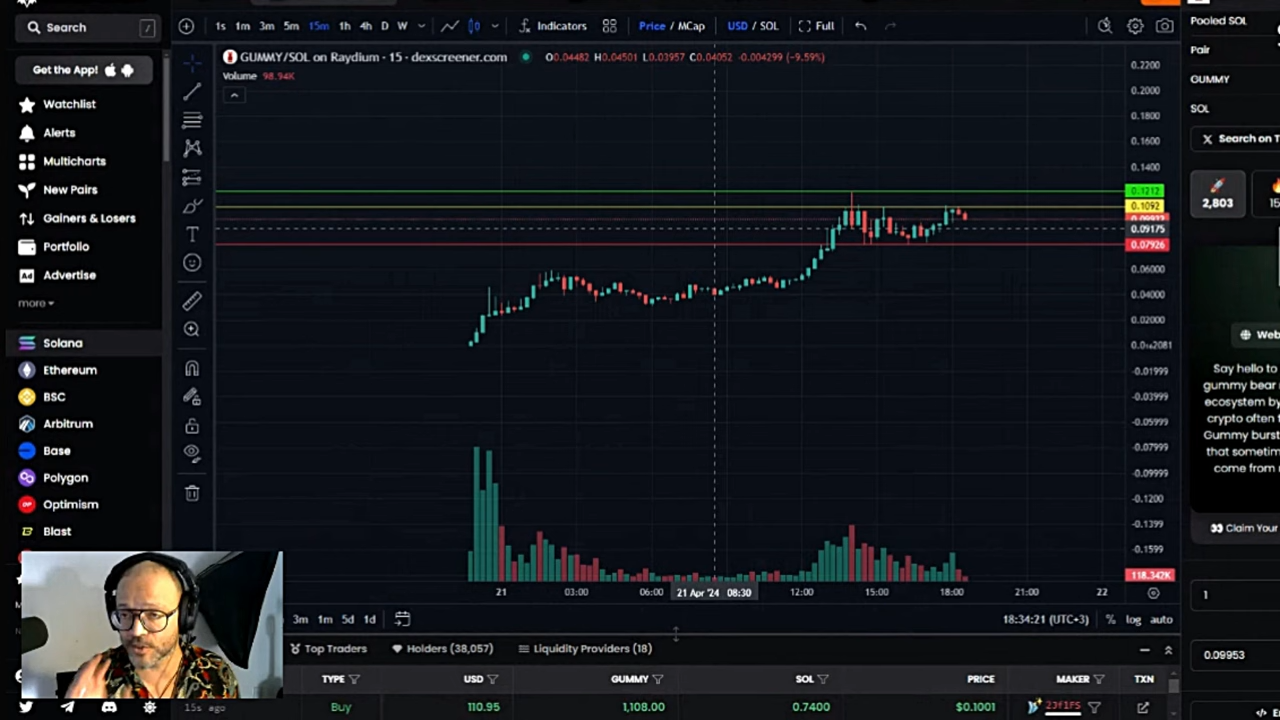 Search /
Get the App!
Watchlist
Alerts
Multicharts
New Pairs
Gainers & Losers
Portfolio
Ad Advertise
more
Solana
Ethereum
BSC
Arbitrum
Base
Polygon
Optimism
Blast
1s 1m 3m 5m 15m 1h 4h D W Indicators Price / MCap USD / SOL Full
GUMMY/SOL on Raydium · 15 · dexscreener.com O0.04482 H0.04501 L0.03957 C0.04052 -0.004299 (-9.59%)
Volume 98.94K
0.2200
0.2000
0.1800
0.1600
0.1400
0.1212
0.1092
0.09175
0.07926
0.06000
0.04000
0.02000
-0.01999
-0.03999
-0.05999
-0.07999
-0.09999
-0.1200
-0.1399
-0.1599
118.342K
21 03:00 06:00 21 Apr '24 08:30 12:00 15:00 18:00 21:00 22
3m 1m 5d 1d 18:34:21 (UTC+3) % log auto
Top Traders Holders (38,057) Liquidity Providers (18)
TYPE USD GUMMY SOL PRICE MAKER TXN
15s ago Buy 110.95 1,108.00 0.7400 $0.1001 23f1FS
Pooled SOL
Pair
GUMMY
SOL
Search on T
2,803
15
Web
Say hello to
gummy bear
ecosystem by
crypto often
Gummy burst
that sometim
come from
Claim Your
1
0.09953